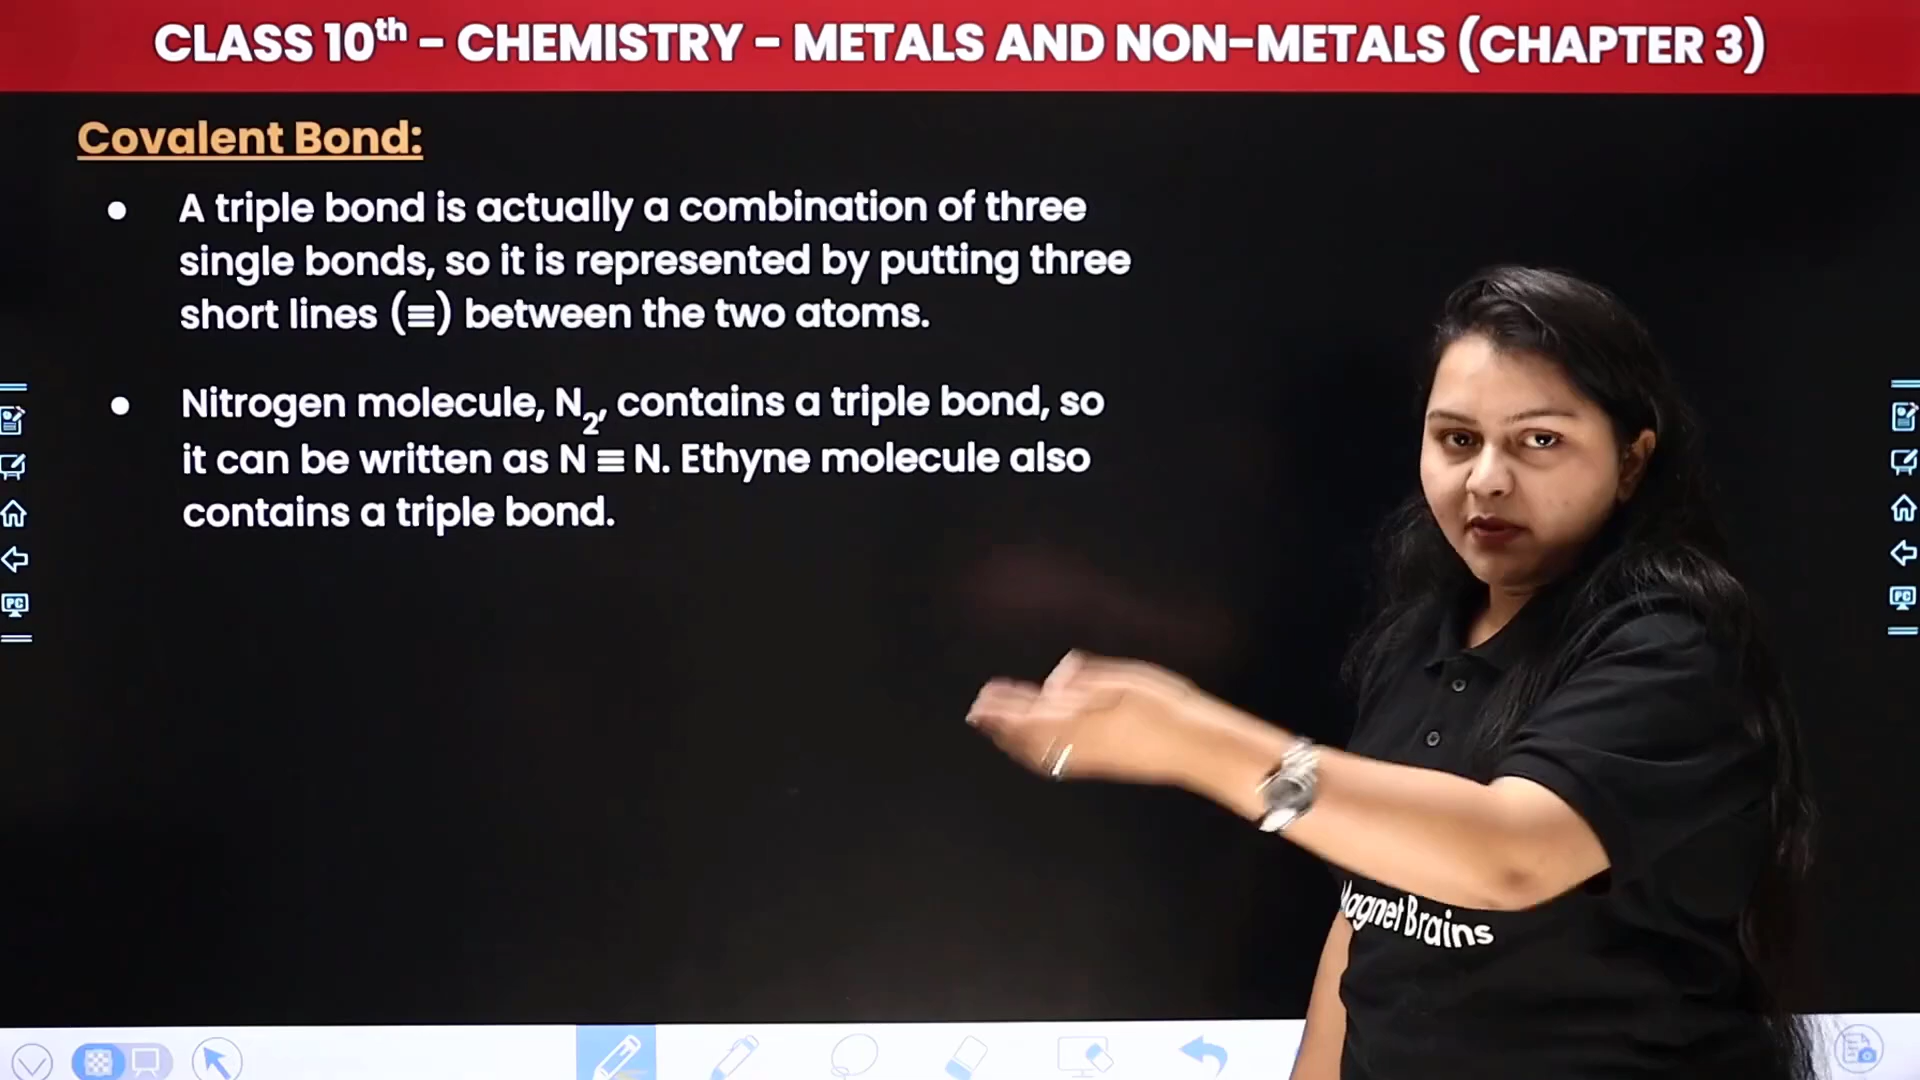 CLASS 10th - CHEMISTRY - METALS AND NON-METALS (CHAPTER 3)
Covalent Bond:
● A triple bond is actually a combination of three
single bonds, so it is represented by putting three
short lines (≡) between the two atoms.
● Nitrogen molecule, N₂, contains a triple bond, so
it can be written as N ≡ N. Ethyne molecule also
contains a triple bond.
PC
PC
Magnet Brains